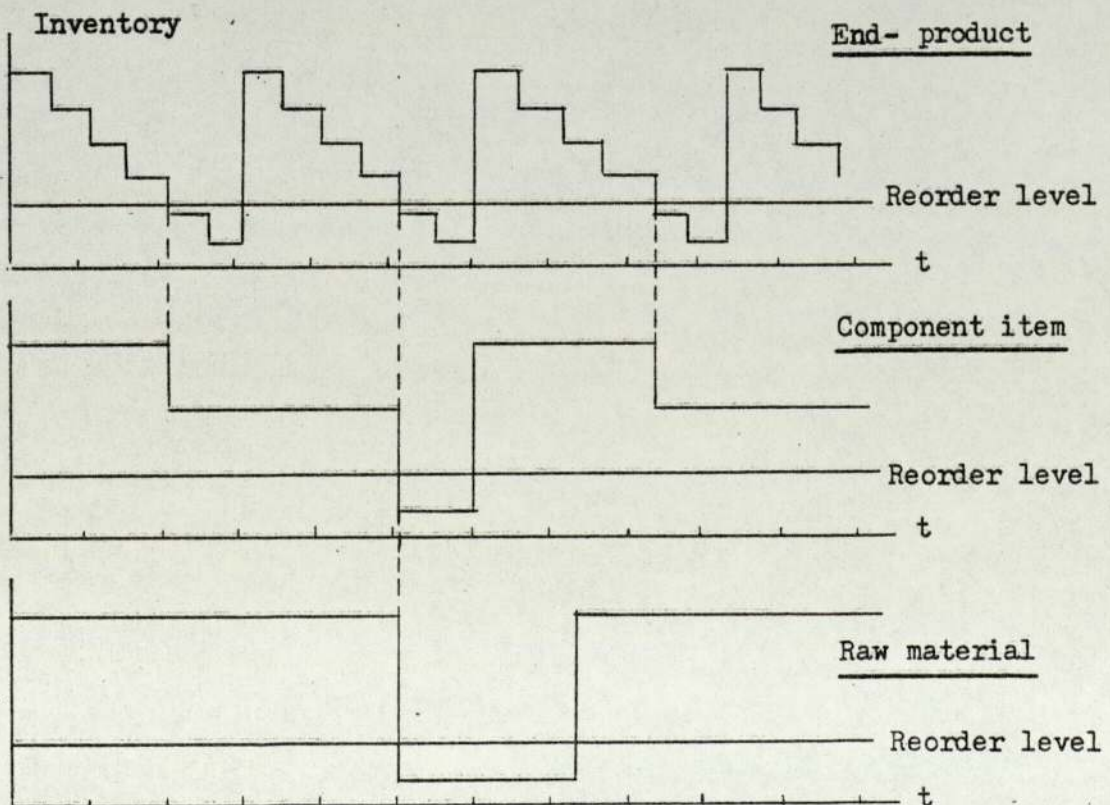 Inventory
End- product
Reorder level
t
Component item
Reorder level
t
Raw material
Reorder level
t